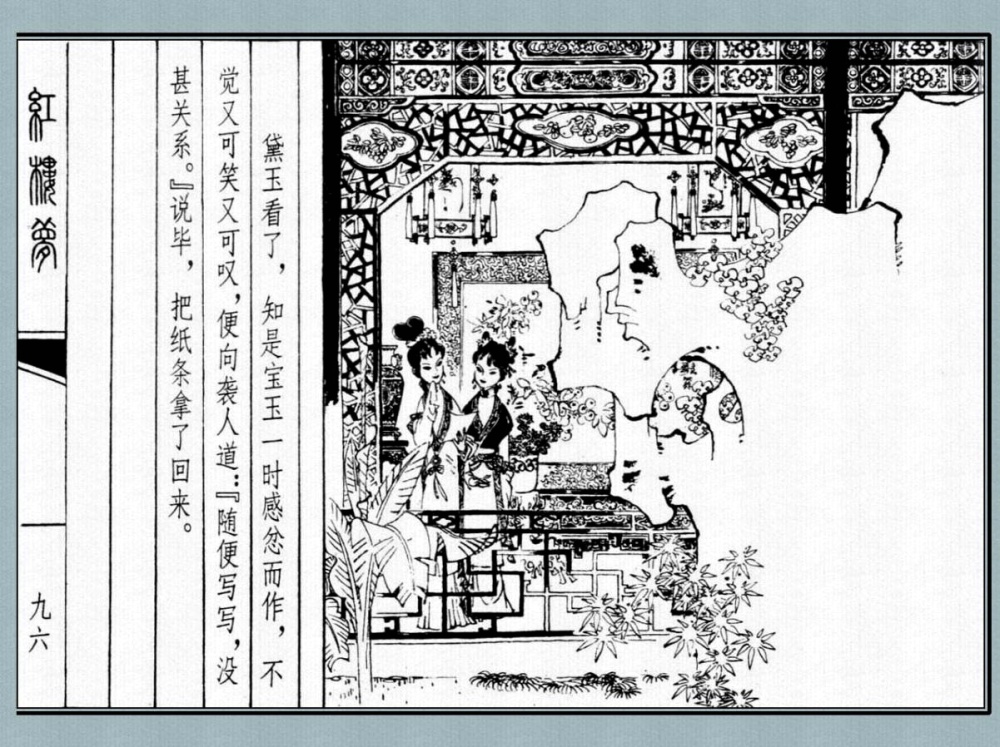 黛玉看了，知是宝玉一时感忿而作，不
觉又可笑又可叹，便向袭人道：『随便写写，没
甚关系。』说毕，把纸条拿了回来。
紅樓夢
九六